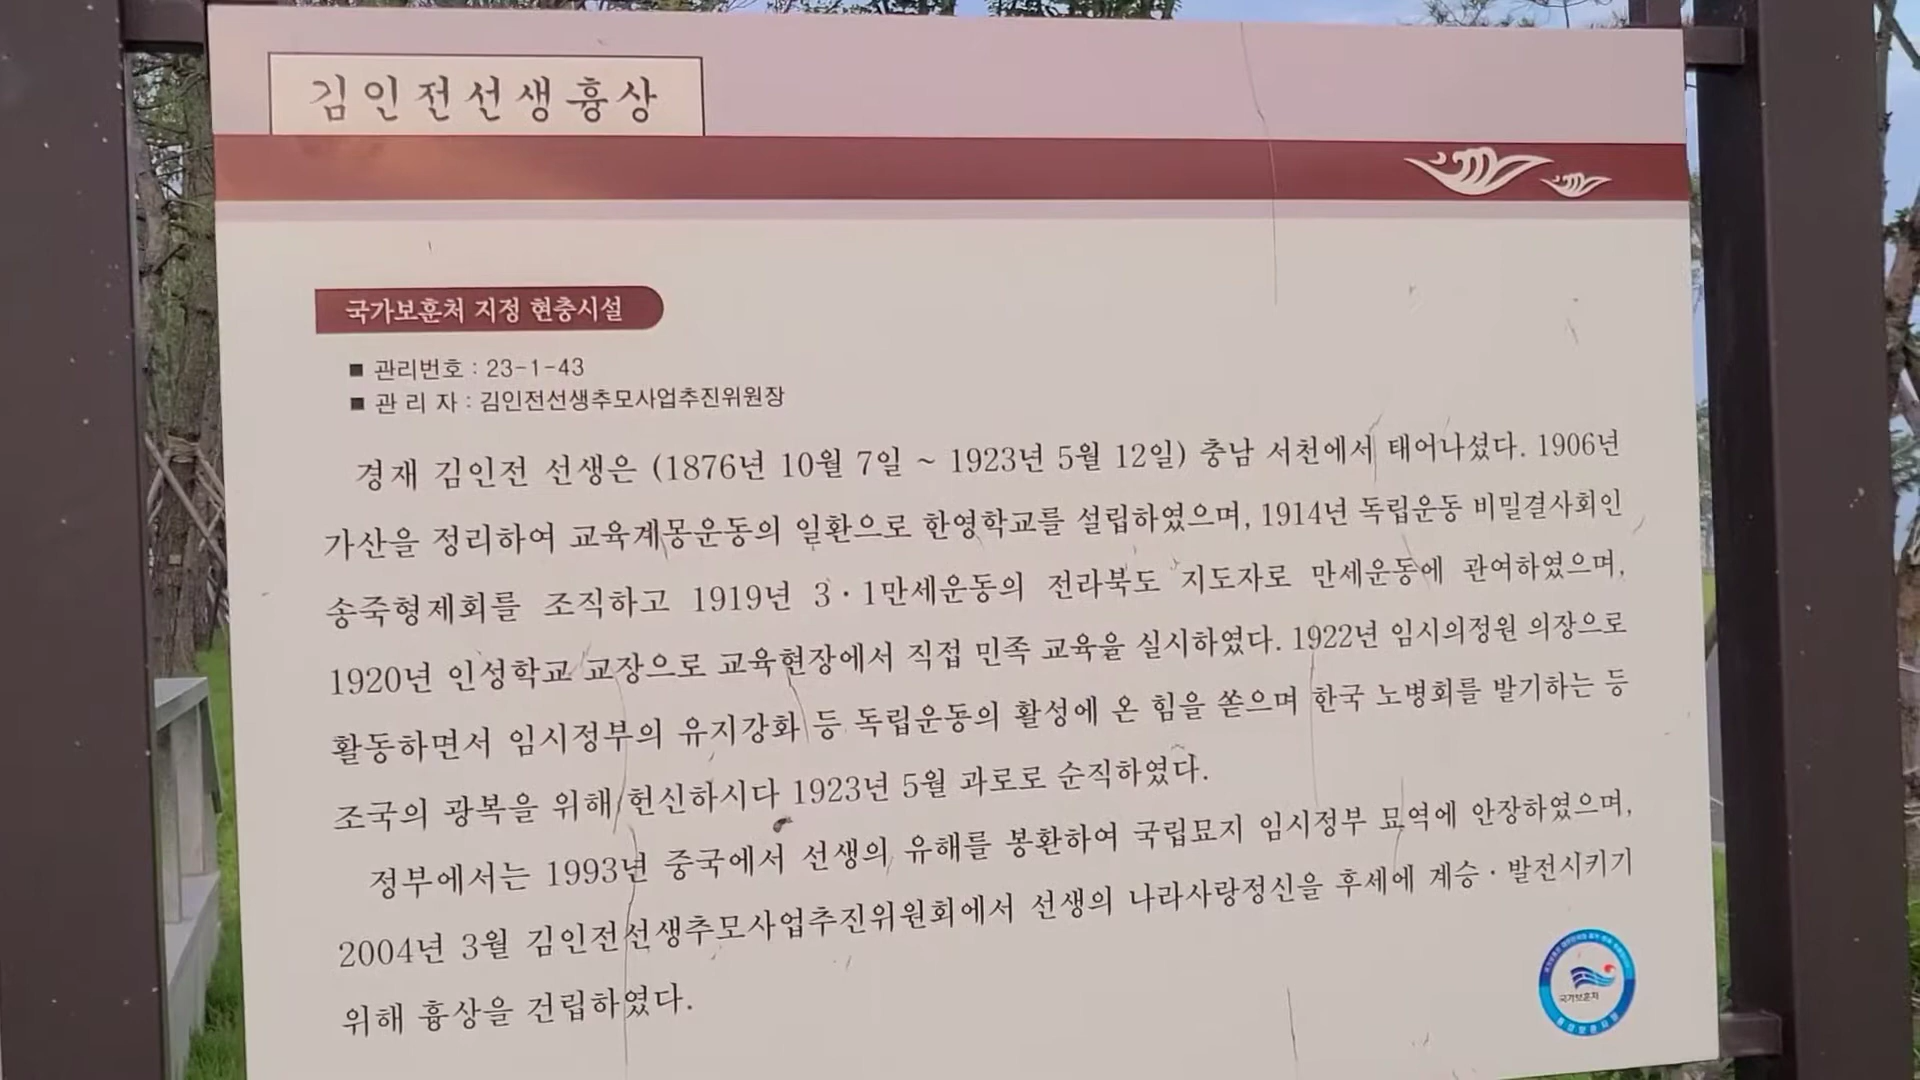 김인전선생흉상
국가보훈처 지정 현충시설
■ 관리번호 : 23-1-43
■ 관 리 자 : 김인전선생추모사업추진위원장
경재 김인전 선생은 (1876년 10월 7일 ~ 1923년 5월 12일) 충남 서천에서 태어나셨다. 1906년
가산을 정리하여 교육계몽운동의 일환으로 한영학교를 설립하였으며, 1914년 독립운동 비밀결사회인
송죽형제회를 조직하고 1919년 3·1만세운동의 전라북도 지도자로 만세운동에 관여하였으며,
1920년 인성학교 교장으로 교육현장에서 직접 민족 교육을 실시하였다. 1922년 임시의정원 의장으로
활동하면서 임시정부의 유지강화 등 독립운동의 활성에 온 힘을 쏟으며 한국 노병회를 발기하는 등
조국의 광복을 위해 헌신하시다 1923년 5월 과로로 순직하였다.
정부에서는 1993년 중국에서 선생의 유해를 봉환하여 국립묘지 임시정부 묘역에 안장하였으며,
2004년 3월 김인전선생추모사업추진위원회에서 선생의 나라사랑정신을 후세에 계승·발전시키기
위해 흉상을 건립하였다.
국가보훈처